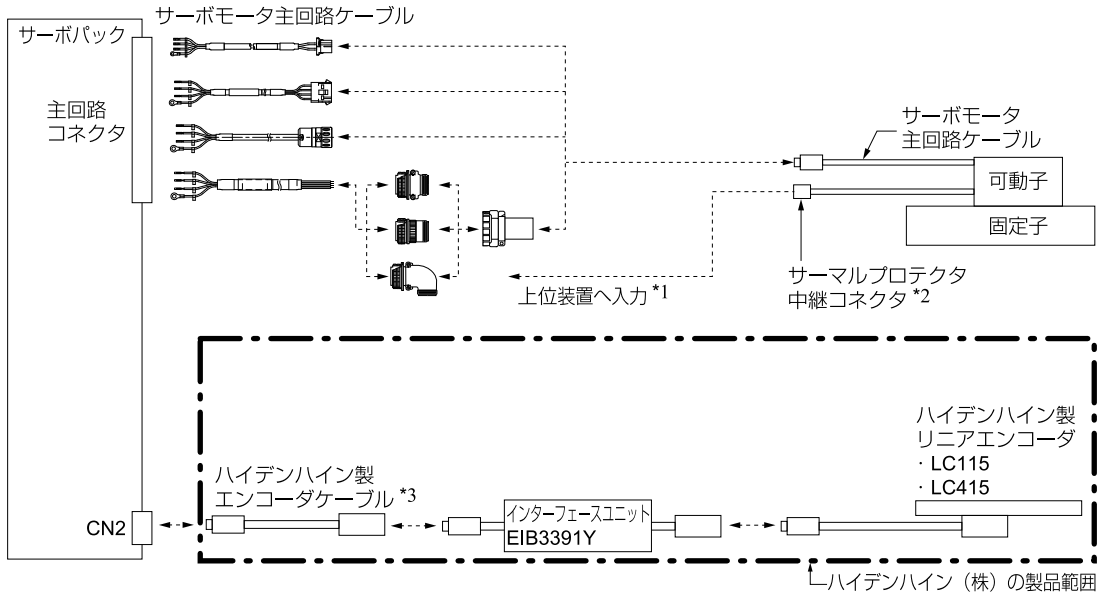 サーボモータ主回路ケーブル
サーボパック
主回路
コネクタ
サーボモータ
主回路ケーブル
可動子
固定子
サーマルプロテクタ
中継コネクタ *2
上位装置へ入力 *1
ハイデンハイン製
リニアエンコーダ
・LC115
・LC415
ハイデンハイン製
エンコーダケーブル *3
インターフェースユニット
EIB3391Y
CN2
ハイデンハイン（株）の製品範囲